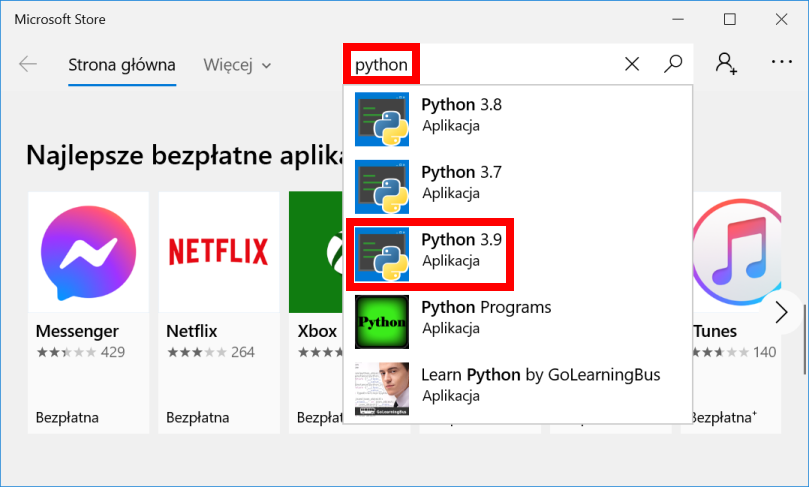 Microsoft Store
Strona główna
Więcej
python
Python 3.8
Aplikacja
Python 3.7
Aplikacja
Python 3.9
Aplikacja
Python
Python Programs
Aplikacja
Learn Python by GoLearningBus
Aplikacja
Najlepsze bezpłatne aplika
NETFLIX
Messenger
429
Bezpłatna
Netflix
264
Bezpłatna
Xbox
Bezpła
Tunes
140
Bezpłatna+